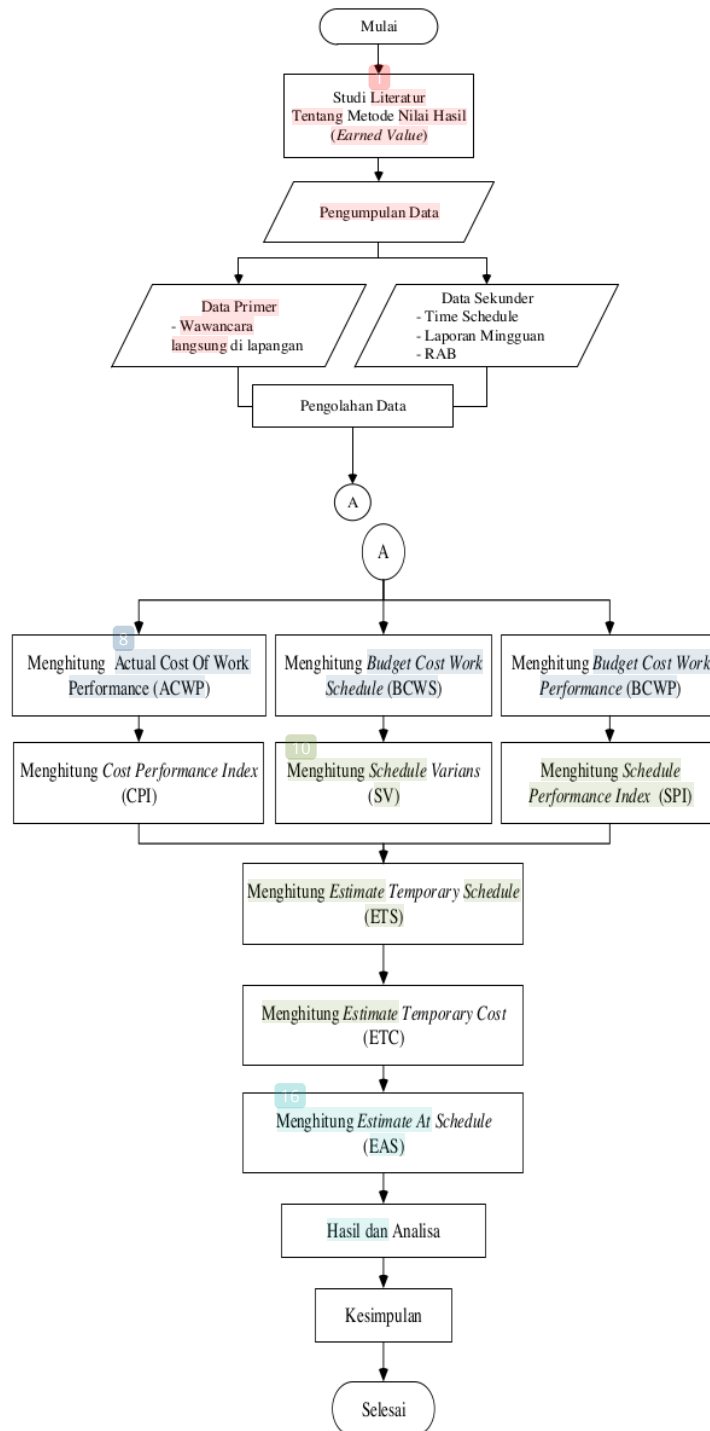 Mulai
1
Studi Literatur
Tentang Metode Nilai Hasil
(Earned Value)
Pengumpulan Data
Data Primer
- Wawancara
langsung di lapangan
Data Sekunder
- Time Schedule
- Laporan Mingguan
- RAB
Pengolahan Data
A
A
8
Menghitung Actual Cost Of Work
Performance (ACWP)
Menghitung Budget Cost Work
Schedule (BCWS)
Menghitung Budget Cost Work
Performance (BCWP)
Menghitung Cost Performance Index
(CPI)
10
Menghitung Schedule Varians
(SV)
Menghitung Schedule
Performance Index (SPI)
Menghitung Estimate Temporary Schedule
(ETS)
Menghitung Estimate Temporary Cost
(ETC)
16
Menghitung Estimate At Schedule
(EAS)
Hasil dan Analisa
Kesimpulan
Selesai